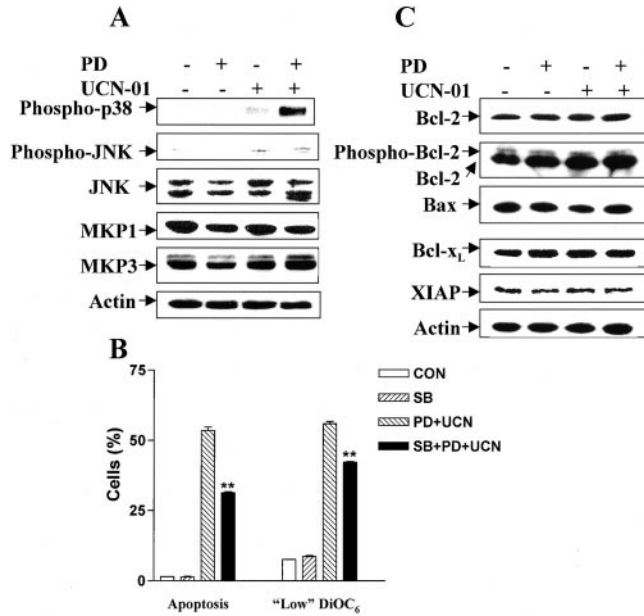 A
PD - + - +
UCN-01 - - + +
Phospho-p38
Phospho-JNK
JNK
MKP1
MKP3
Actin
C
PD - + - +
UCN-01 - - + +
Bcl-2
Phospho-Bcl-2
Bcl-2
Bax
Bcl-xL
XIAP
Actin
B
Cells (%)
75
50
25
0
**
**
Apoptosis
"Low" DiOC6
CON
SB
PD+UCN
SB+PD+UCN